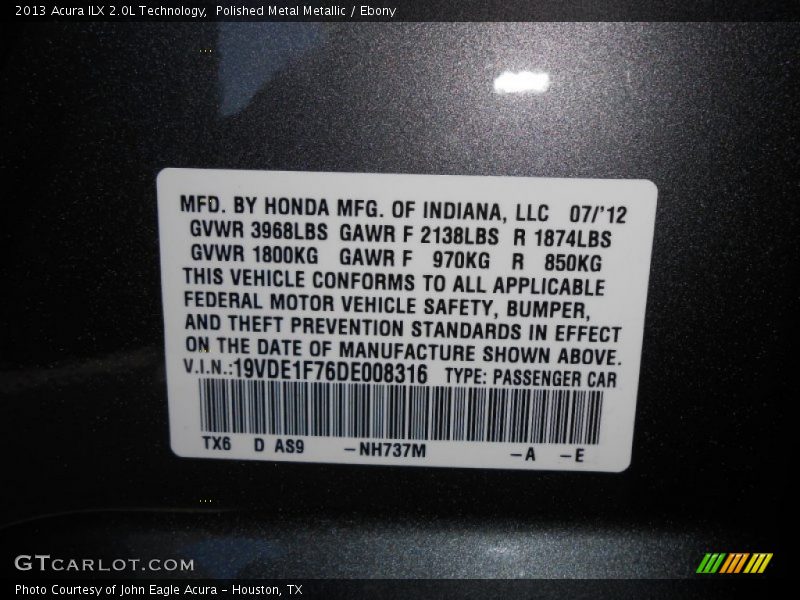 2013 Acura ILX 2.0L Technology,  Polished Metal Metallic / Ebony
MFD. BY HONDA MFG. OF INDIANA, LLC 07/'12
GVWR 3968LBS GAWR F 2138LBS R 1874LBS
GVWR 1800KG GAWR F 970KG R 850KG
THIS VEHICLE CONFORMS TO ALL APPLICABLE
FEDERAL MOTOR VEHICLE SAFETY, BUMPER,
AND THEFT PREVENTION STANDARDS IN EFFECT
ON THE DATE OF MANUFACTURE SHOWN ABOVE.
V.I.N.:19VDE1F76DE008316 TYPE: PASSENGER CAR
TX6 D AS9 –NH737M –A –E
GTCARLOT.COM
Photo Courtesy of John Eagle Acura – Houston, TX